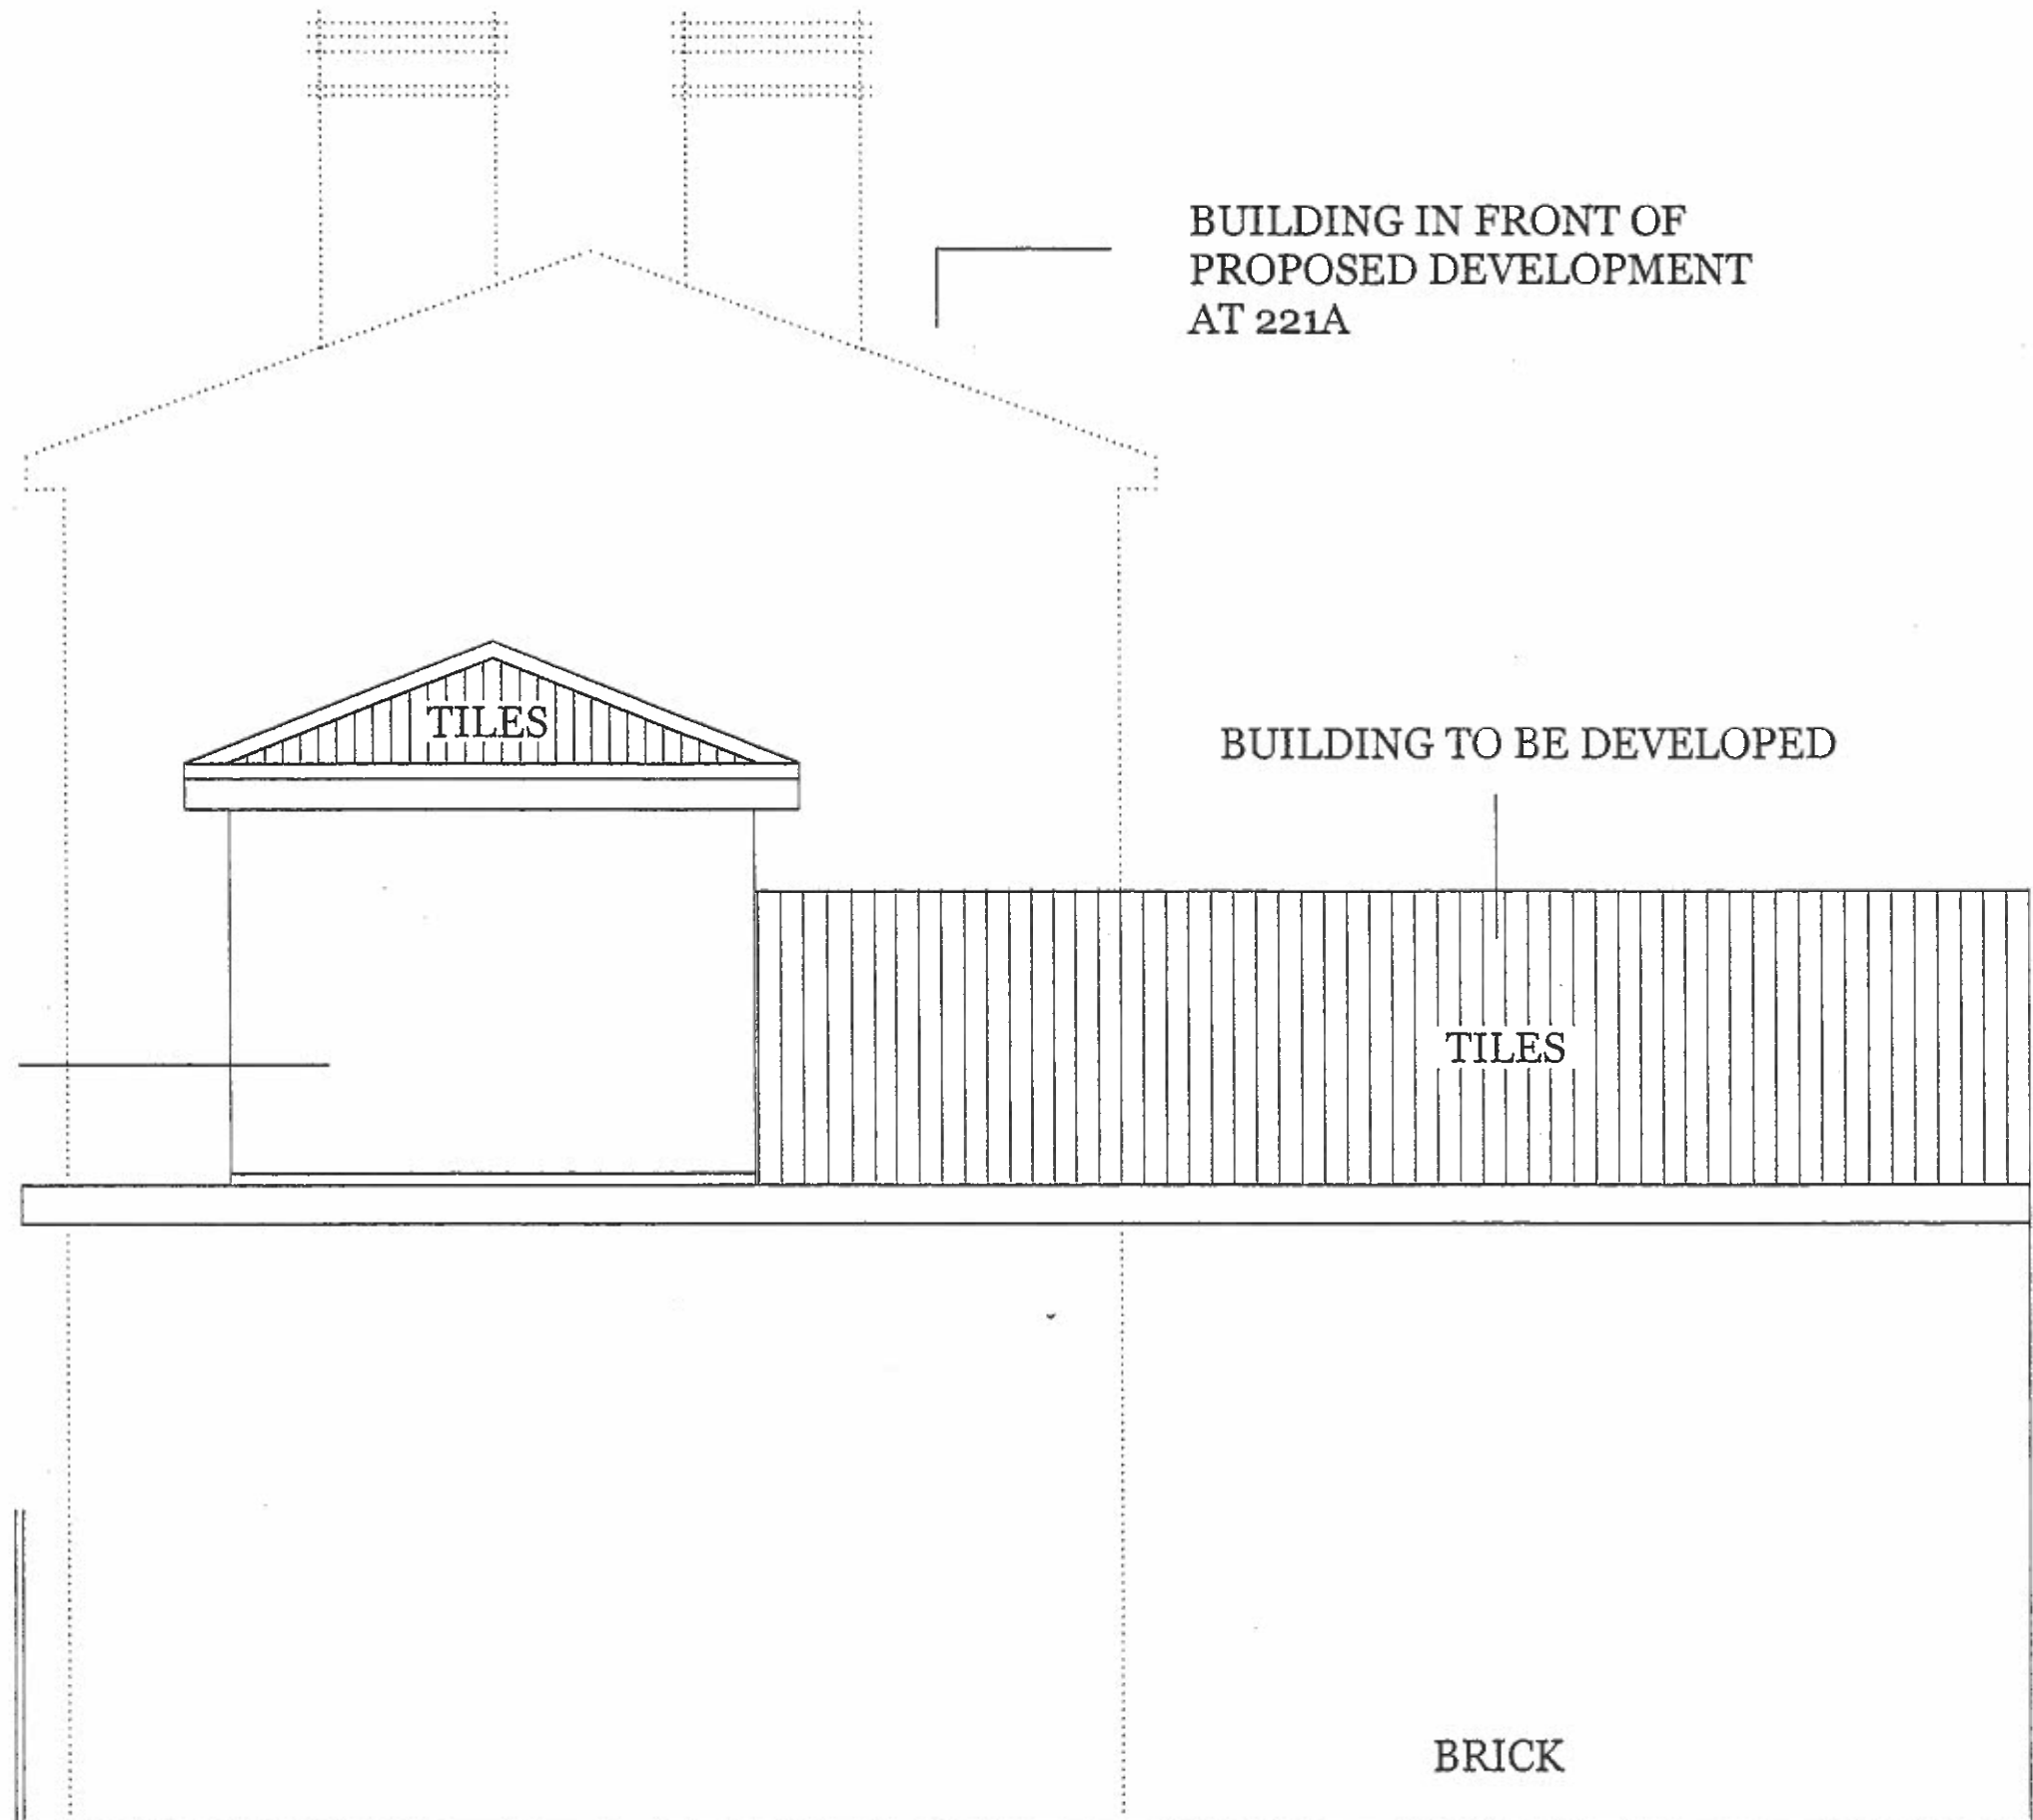 BUILDING IN FRONT OF
PROPOSED DEVELOPMENT
AT 221A
TILES
BUILDING TO BE DEVELOPED
TILES
BRICK